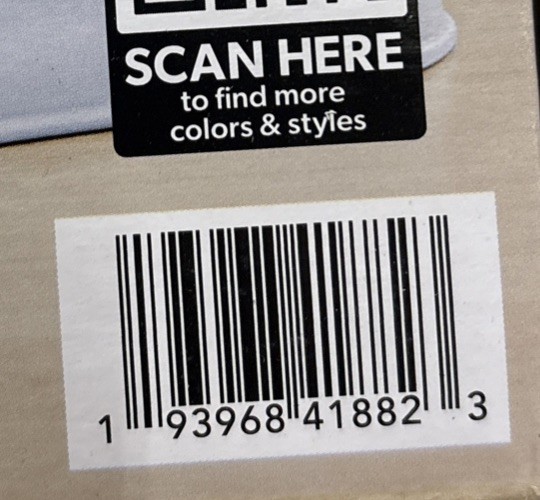 SCAN HERE
to find more
colors & styles
1 93968 41882 3